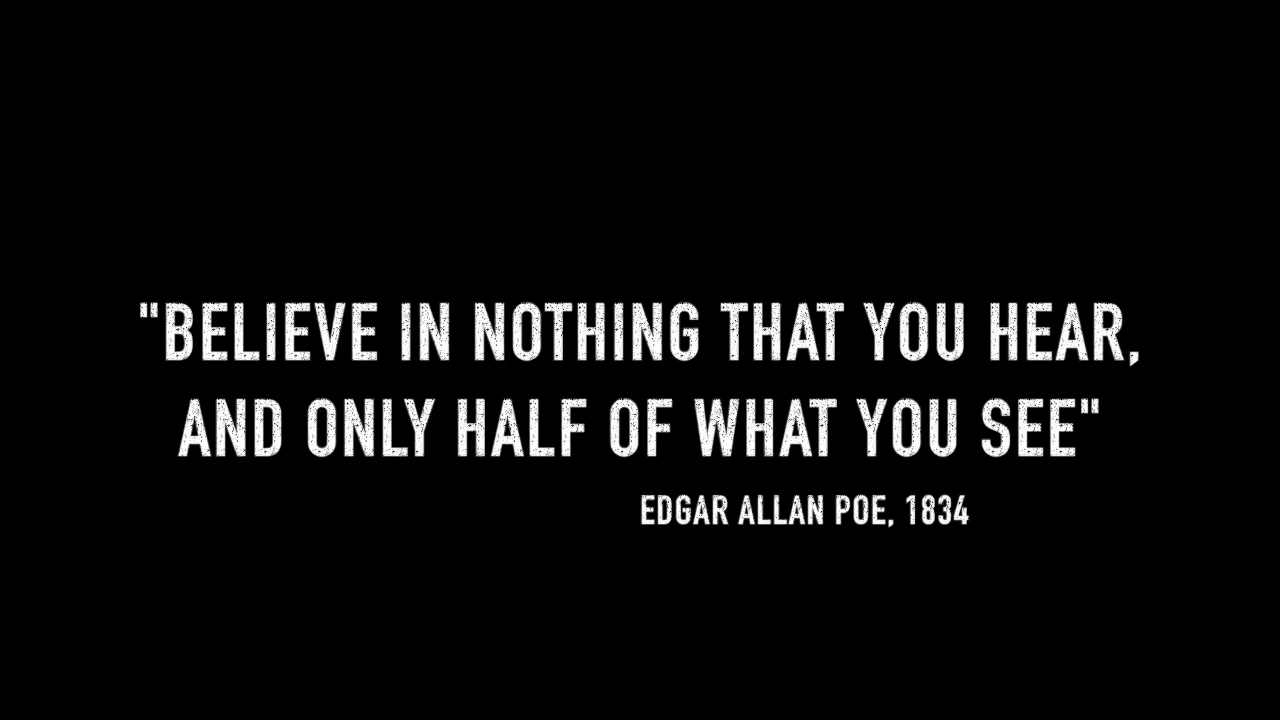 "BELIEVE IN NOTHING THAT YOU HEAR,
AND ONLY HALF OF WHAT YOU SEE"
EDGAR ALLAN POE, 1834